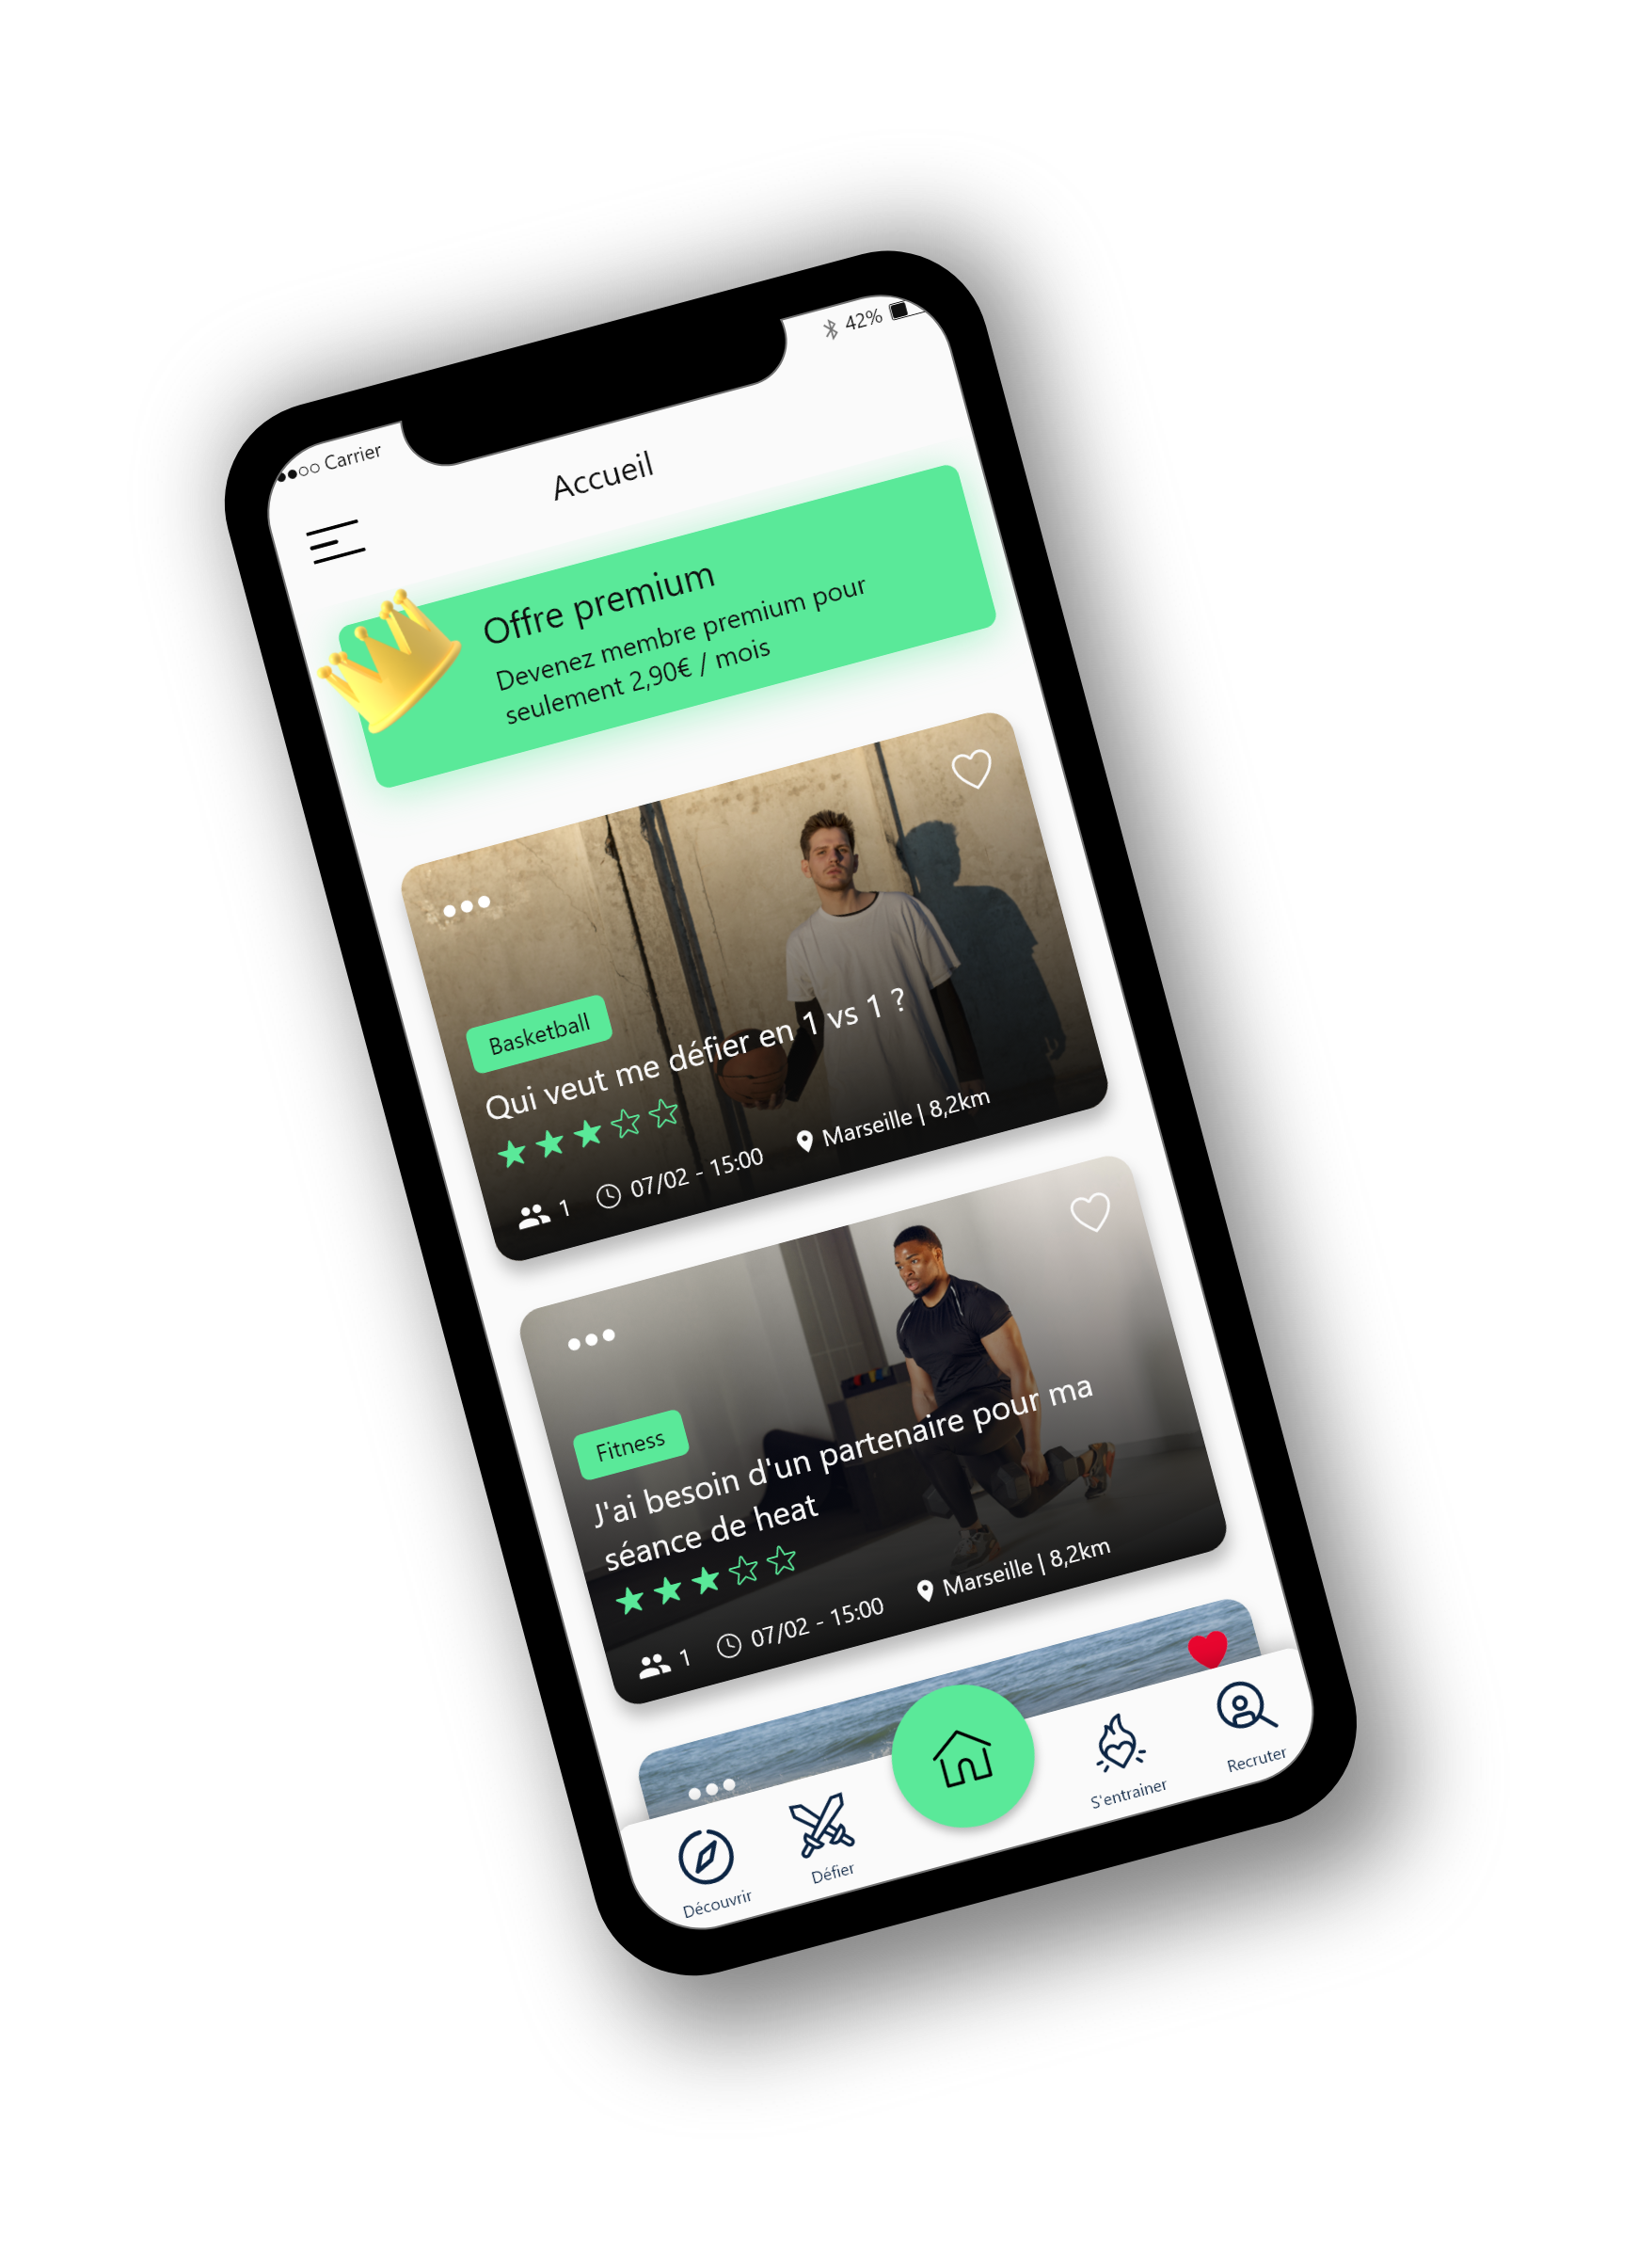 Carrier
42%
Accueil
Offre premium
Devenez membre premium pour
seulement 2,90€ / mois
Basketball
Qui veut me défier en 1 vs 1 ?
1 07/02 - 15:00 Marseille | 8,2km
Fitness
J'ai besoin d'un partenaire pour ma
séance de heat
1 07/02 - 15:00 Marseille | 8,2km
Découvrir
Défier
S'entrainer
Recruter